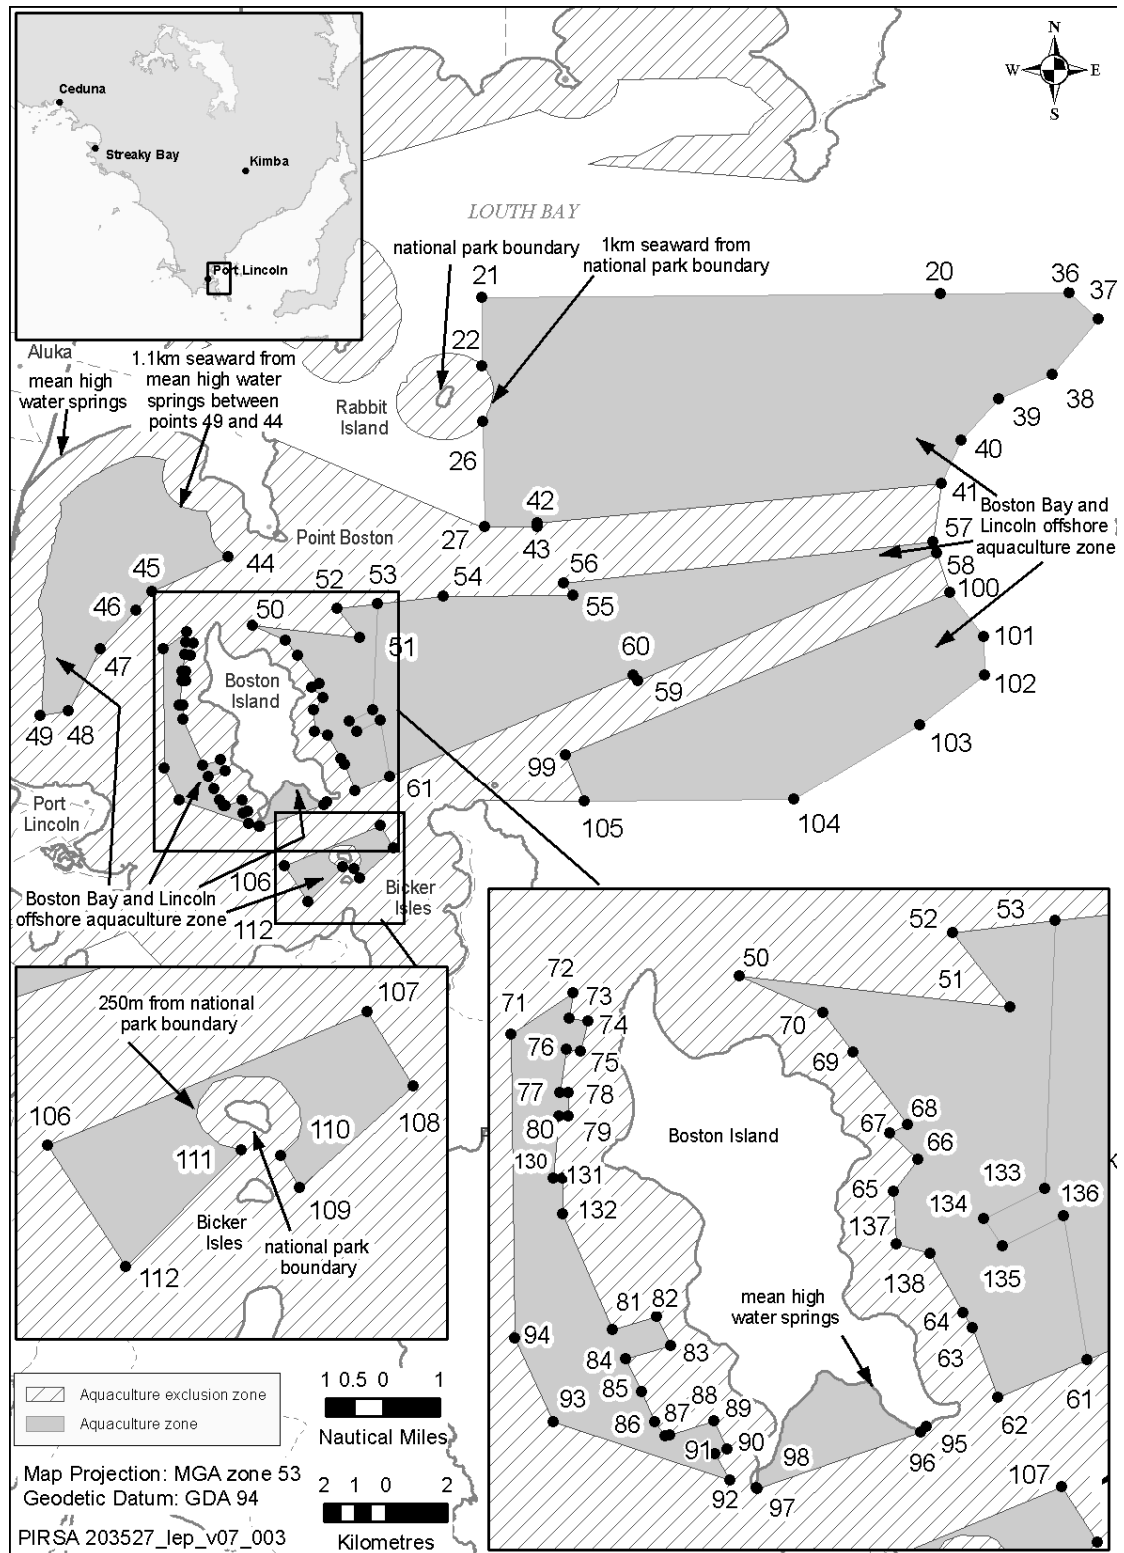 Ceduna
Streaky Bay
Kimba
Port Lincoln
N
W
E
S
LOUTH BAY
national park boundary
1km seaward from
national park boundary
21
20
36
37
22
Rabbit
Island
26
38
39
40
41
27
42
43
Aluka
mean high
water springs
1.1km seaward from
mean high water
springs between
points 49 and 44
Point Boston
Boston Bay and
Lincoln offshore
aquaculture zone
57
58
100
101
102
103
104
105
99
56
55
54
53
52
51
50
60
59
61
44
45
46
47
48
49
Boston
Island
Port
Lincoln
Boston Bay and Lincoln
offshore aquaculture zone
106
112
Bicker
Isles
250m from national
park boundary
107
108
106
110
111
109
112
Bicker
Isles
national park
boundary
52
53
50
51
72
71
73
74
76
75
77
78
80
79
130
131
132
70
69
68
67
66
65
133
134
136
135
137
138
64
63
62
61
Boston Island
mean high
water springs
81
82
83
84
85
86
87
88
89
90
91
92
93
94
95
96
97
98
107
Aquaculture exclusion zone
Aquaculture zone
1 0.5 0 1
Nautical Miles
2 1 0 2
Kilometres
Map Projection: MGA zone 53
Geodetic Datum: GDA 94
PIRSA 203527_lep_v07_003